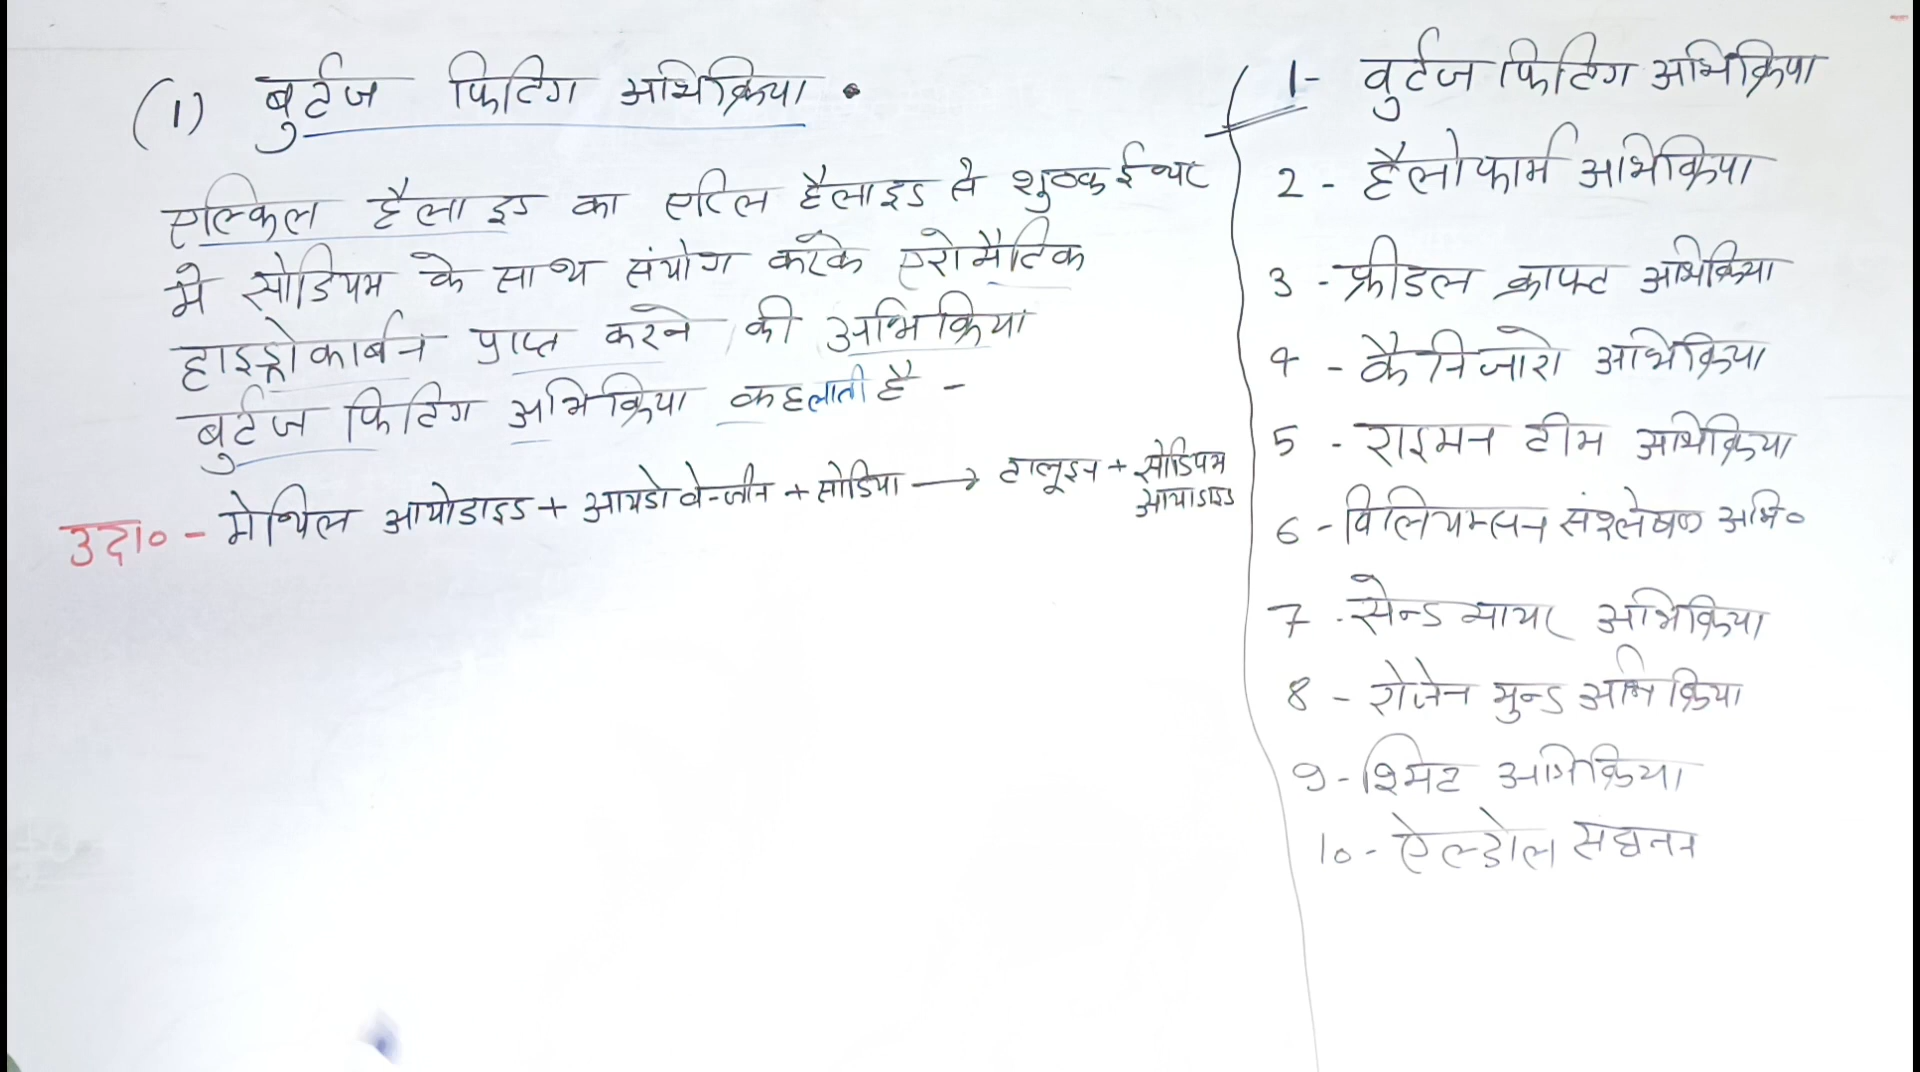 (1) बुर्टज फिटिग अभिक्रिया
एल्किल हैलाइड का एरिल हैलाइड से शुष्क ईथर
मे सोडियम के साथ संयोग करके एरोमैटिक
हाइड्रोकार्बन प्राप्त करने की अभिक्रिया
बुर्टज फिटिग अभिक्रिया कहलाती है -
उदा० - मेथिल आयोडाइड + आयडो वेन्जीन + सोडिया → टालूइन + सोडियम
आयाडाइड
1- वुर्टज फिटिग अभिक्रिया
2 - हैलोफार्म अभिक्रिया
3 - फ्रीडल क्राफ्ट अभिक्रिया
4 - कैनिजारो अभिक्रिया
5 - राइमन टीम अभिक्रिया
6 - विलियम्सन संश्लेषण अभि०
7 - सेन्ड मायर अभिक्रिया
8 - रोजेन मुन्ड अभिक्रिया
9 - श्मिट अभिक्रिया
10 - ऐल्डोल संघनन